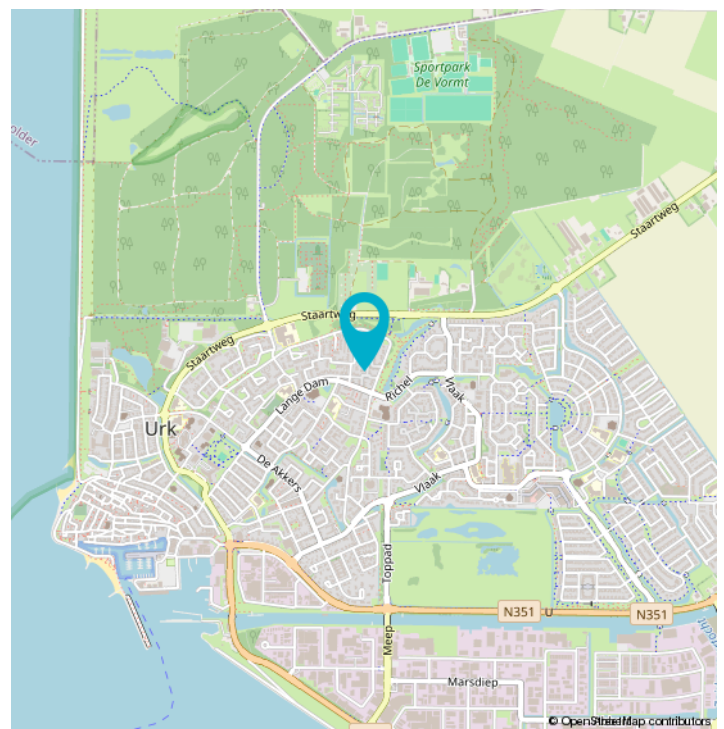 Sportpark
De Vormt
older
Staartweg
Staartweg
Staartweg
Lange Dam
Richel
Vlaak
Urk
De Akkers
Vlaak
Toppad
N351
U
N351
Meep
Marsdiep
© OpenStreetMap contributors